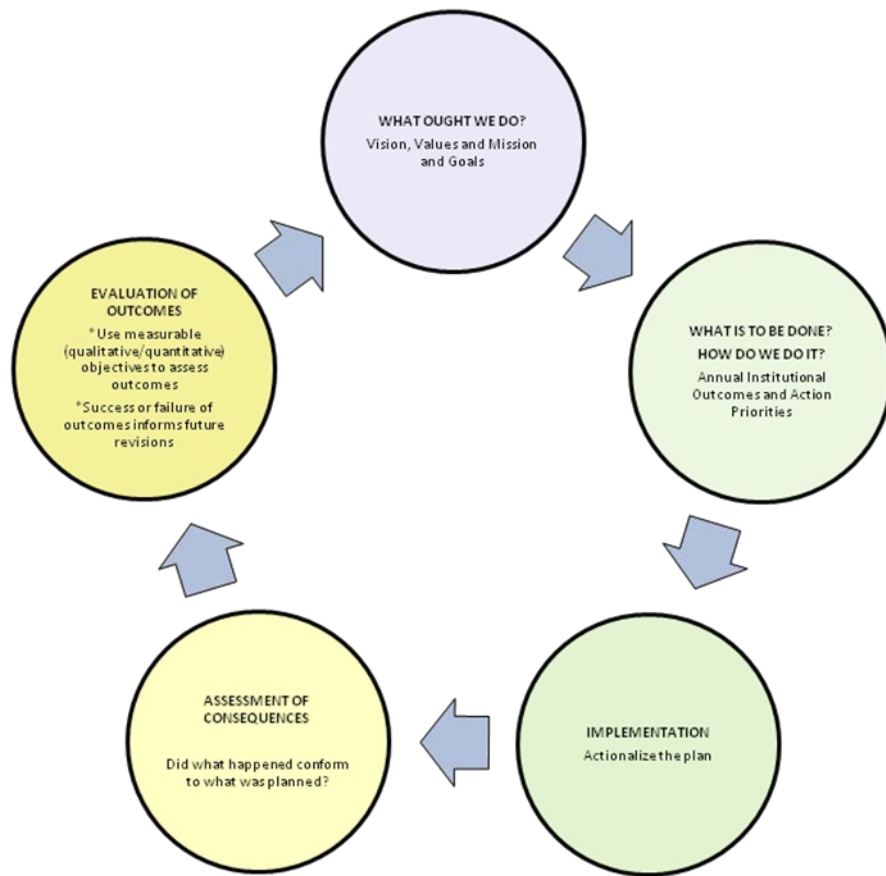 WHAT OUGHT WE DO?
Vision, Values and Mission
and Goals
WHAT IS TO BE DONE?
HOW DO WE DO IT?
Annual Institutional
Outcomes and Action
Priorities
IMPLEMENTATION
Actionalize the plan
ASSESSMENT OF
CONSEQUENCES
Did what happened conform
to what was planned?
EVALUATION OF
OUTCOMES
*Use measurable
(qualitative/quantitative)
objectives to assess
outcomes
*Success or failure of
outcomes informs future
revisions